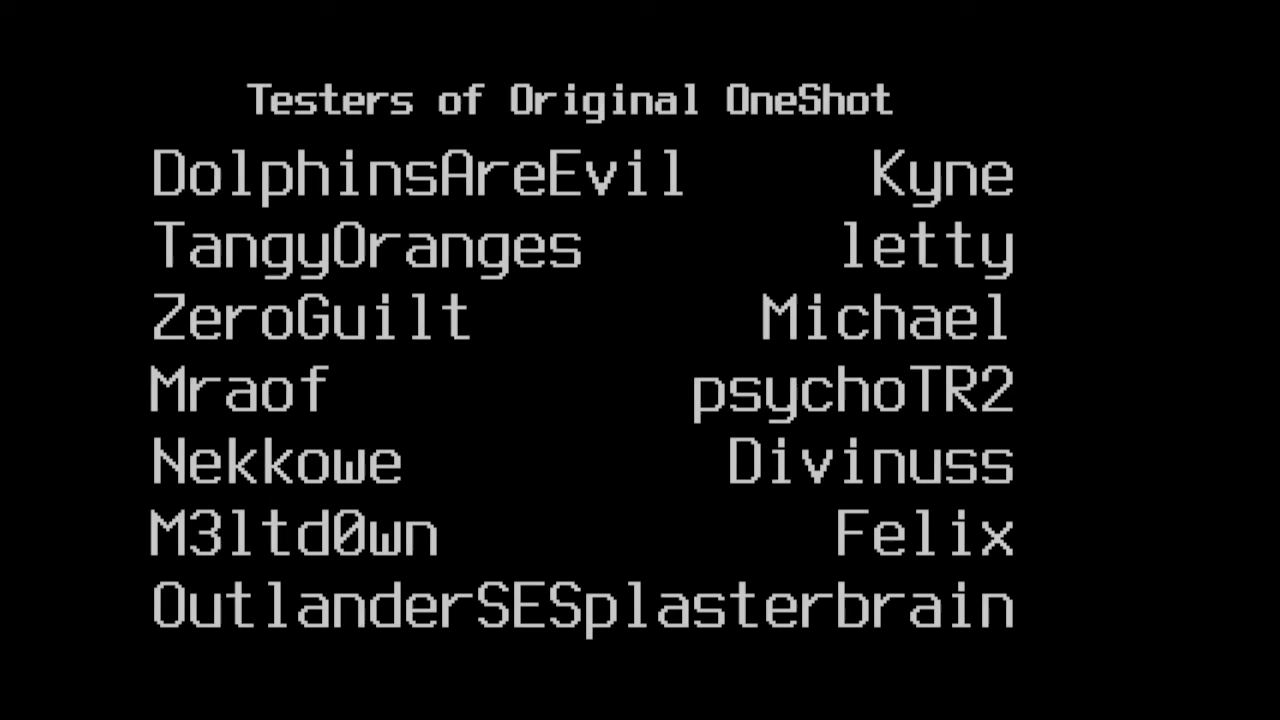 Testers of Original OneShot
DolphinsAreEvil Kyne
TangyOranges letty
ZeroGuilt Michael
Mraof psychoTR2
Nekkowe Divinuss
M3ltd0wn Felix
OutlanderSESplasterbrain